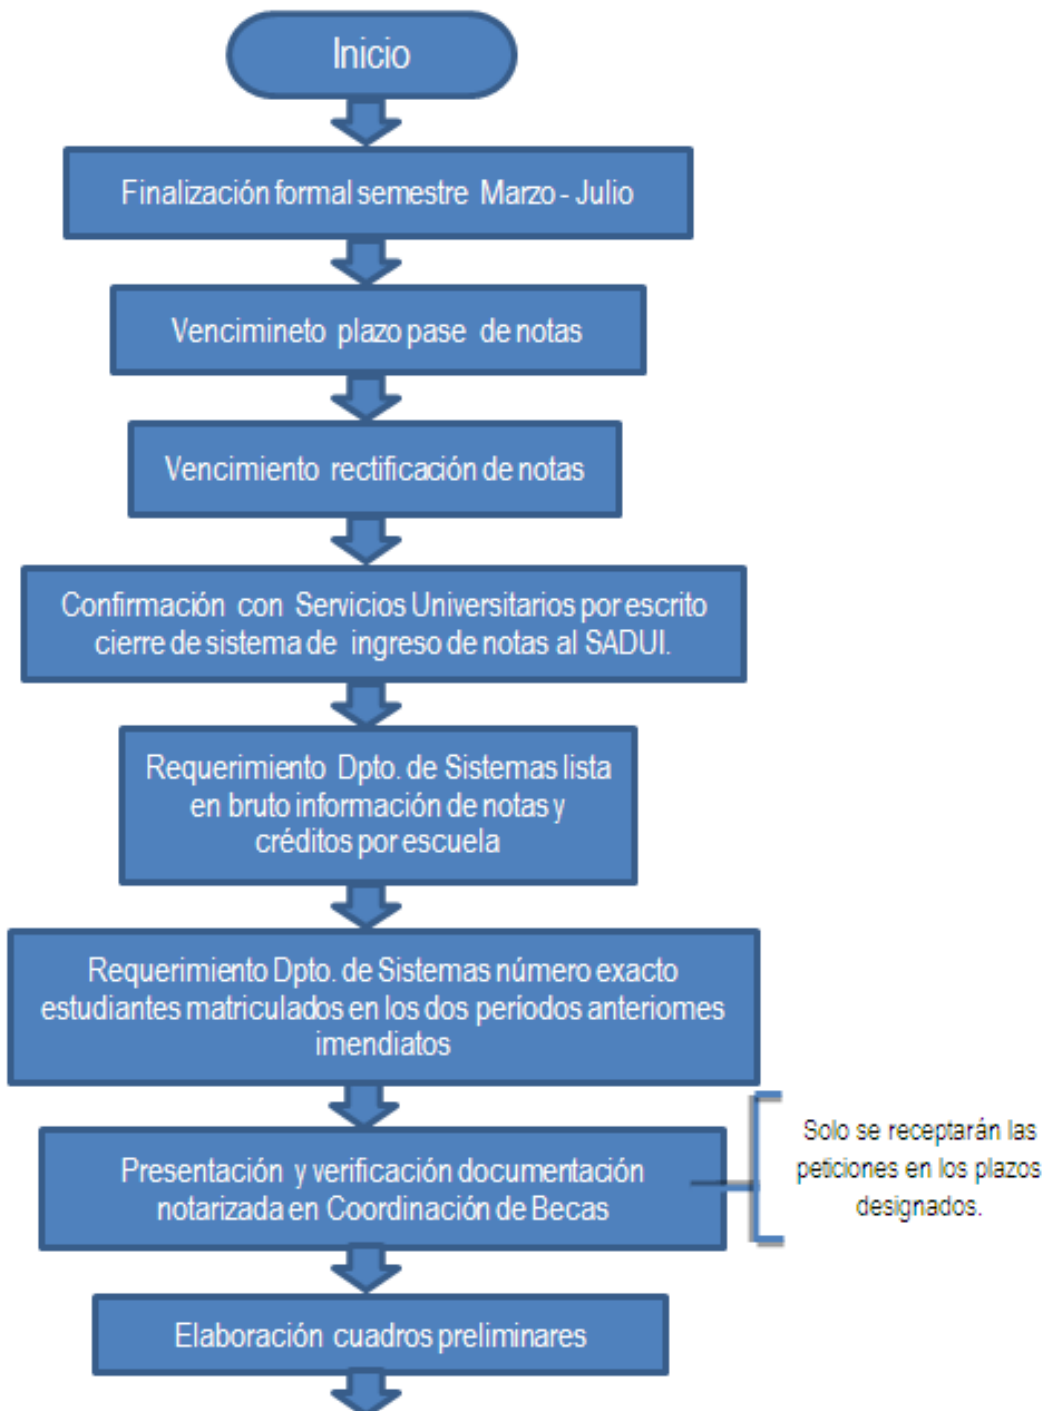 Inicio
Finalización formal semestre Marzo - Julio
Vencimineto plazo pase de notas
Vencimiento rectificación de notas
Confirmación con Servicios Universitarios por escrito
cierre de sistema de ingreso de notas al SADUI.
Requerimiento Dpto. de Sistemas lista
en bruto información de notas y
créditos por escuela
Requerimiento Dpto. de Sistemas número exacto
estudiantes matriculados en los dos períodos anteriomes
imendiatos
Presentación y verificación documentación
notarizada en Coordinación de Becas
Solo se receptarán las
peticiones en los plazos
designados.
Elaboración cuadros preliminares